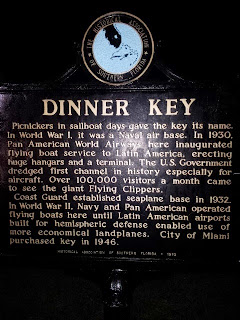 DINNER KEY
Picnickers in sailboat days gave the key its name.
In World War I, it was a Naval air base. In 1930,
Pan American World Airways here inaugurated
flying boat service to Latin America, erecting
huge hangars and a terminal. The U.S. Government
dredged first channel in history especially for
aircraft. Over 100,000 visitors a month came
to see the giant Flying Clippers.
Coast Guard established seaplane base in 1932.
In World War II, Navy and Pan American operated
flying boats here until Latin American airports
built for hemispheric defense enabled use of
more economical landplanes. City of Miami
purchased key in 1946.
HISTORICAL ASSOCIATION OF SOUTHERN FLORIDA